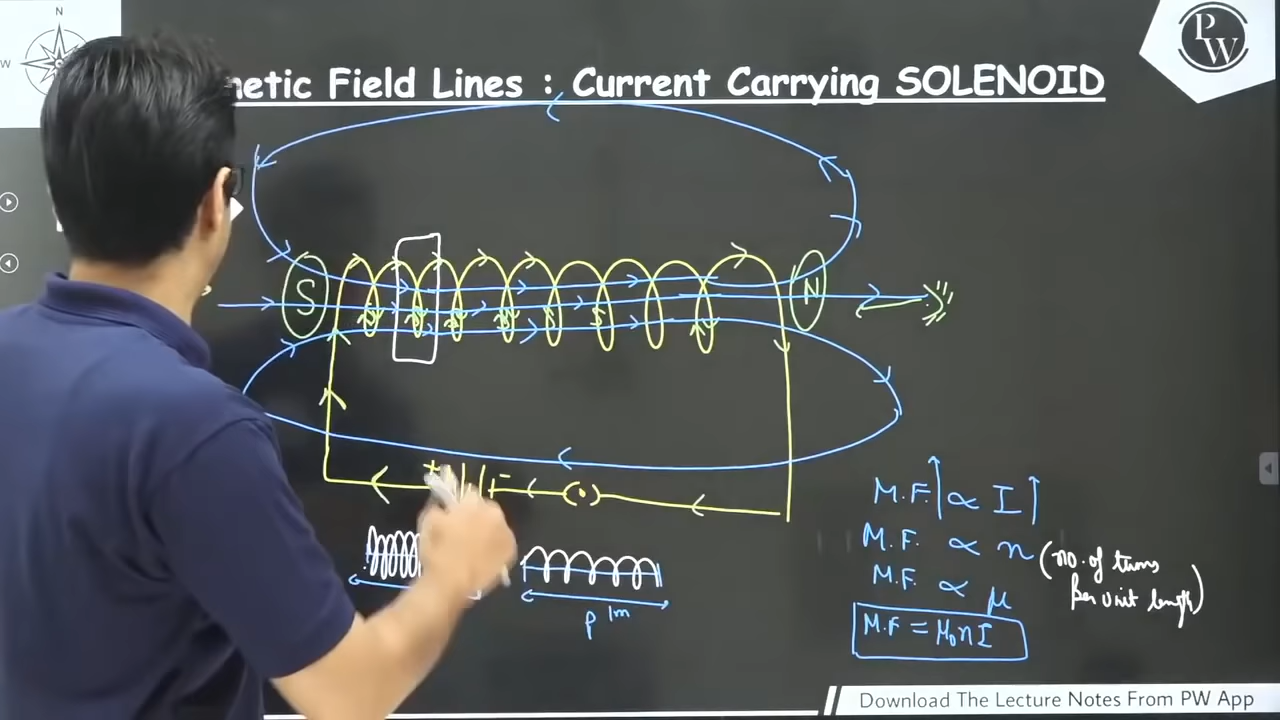 N
W
PW
netic Field Lines : Current Carrying SOLENOID
S
N
+
-
M.F. ∝ I
M.F. ∝ n (no. of turns
Per Unit length)
M.F. ∝ μ
M.F = μ₀nI
1m
Download The Lecture Notes From PW App